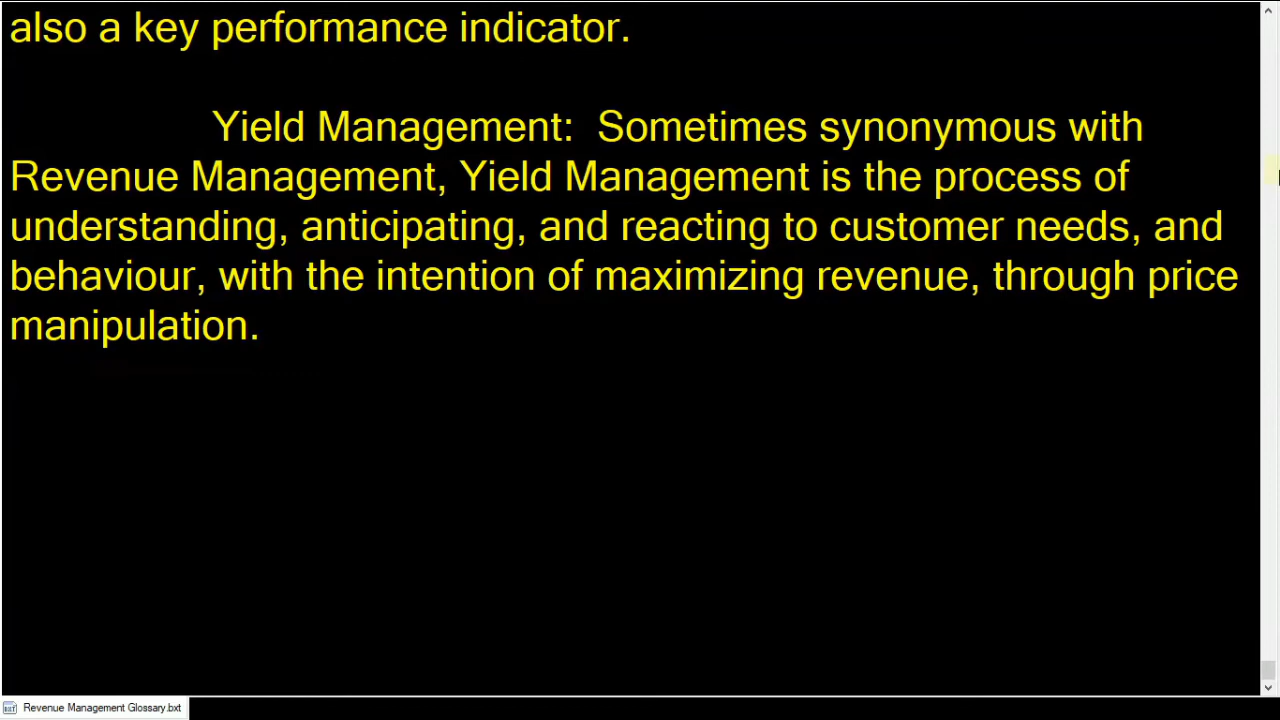 also a key performance indicator.
Yield Management:  Sometimes synonymous with
Revenue Management, Yield Management is the process of
understanding, anticipating, and reacting to customer needs, and
behaviour, with the intention of maximizing revenue, through price
manipulation.
Revenue Management Glossary.bxt